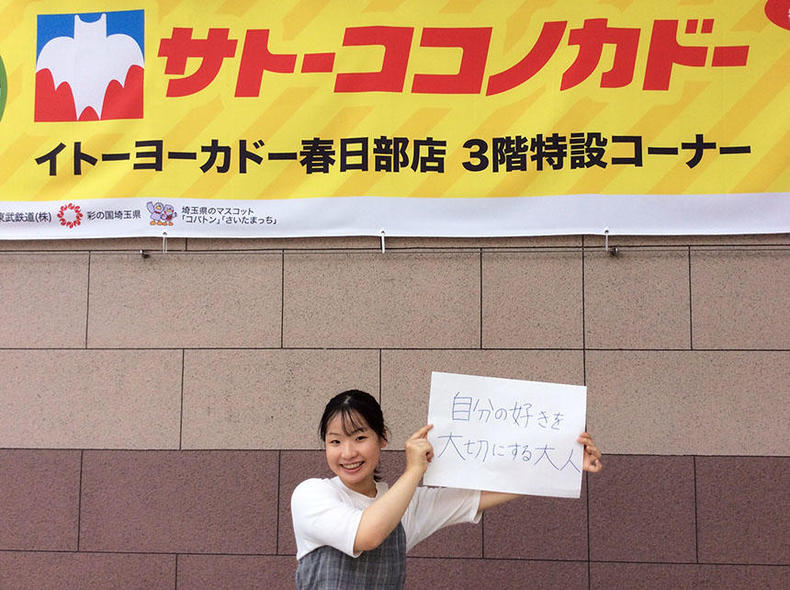 サトーココノカドー
イトーヨーカドー春日部店 3階特設コーナー
東武鉄道(株)
彩の国埼玉県
埼玉県のマスコット
「コバトン」「さいたまっち」
自分の好きを
大切にする大人